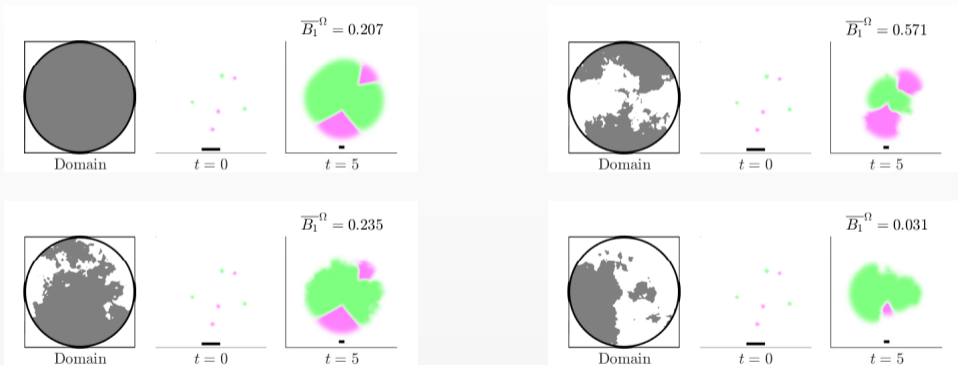 $\overline{B_1}^{\Omega} = 0.207$
Domain
$t = 0$
$t = 5$
$\overline{B_1}^{\Omega} = 0.571$
Domain
$t = 0$
$t = 5$
$\overline{B_1}^{\Omega} = 0.235$
Domain
$t = 0$
$t = 5$
$\overline{B_1}^{\Omega} = 0.031$
Domain
$t = 0$
$t = 5$